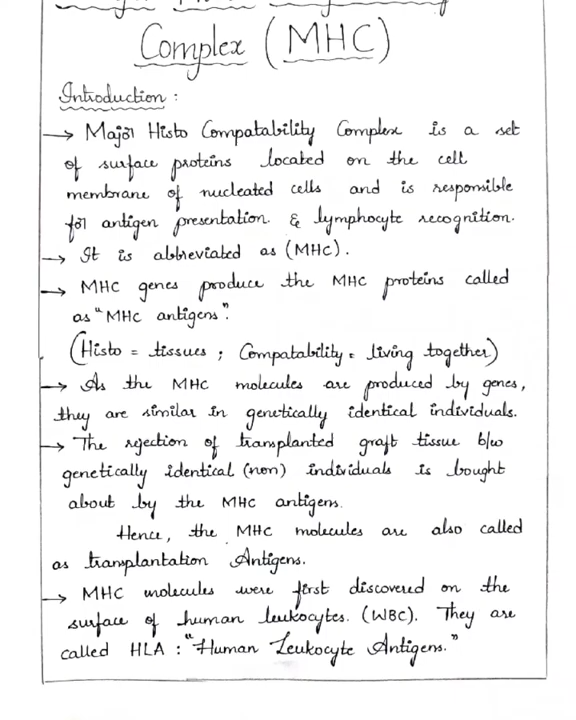 Complex (MHC)
Introduction :
→ Major Histo Compatability Complex is a set
of surface proteins located on the cell
membrane of nucleated cells and is responsible
for antigen presentation & lymphocyte recognition.
→ It is abbreviated as (MHC).
→ MHC genes produce the MHC proteins called
as "MHC antigens".
(Histo = tissues ; Compatability = living together)
→ As the MHC molecules are produced by genes,
they are similar in genetically identical individuals.
→ The rejection of transplanted graft tissue b/w
genetically identical (non) individuals is bought
about by the MHC antigens.
Hence, the MHC molecules are also called
as transplantation Antigens.
→ MHC molecules were first discovered on the
surface of human leukocytes. (WBC). They are
called HLA : "Human Leukocyte Antigens."